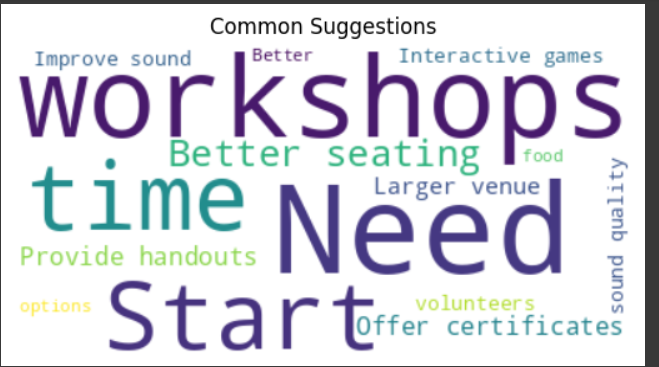 Common Suggestions
Improve sound
Better
Interactive games
workshops
Better seating
food
time
Need
Larger venue
sound quality
Provide handouts
Start
options
volunteers
Offer certificates